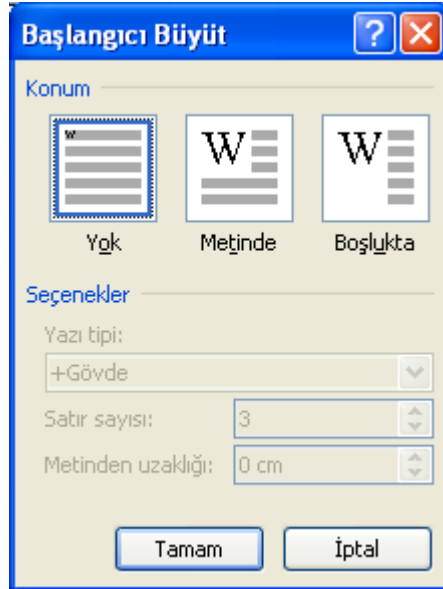 Başlangıcı Büyüt
Konum
W W W
Yok Metinde Boşlukta
Seçenekler
Yazı tipi:
+Gövde
Satır sayısı: 3
Metinden uzaklığı: 0 cm
Tamam İptal